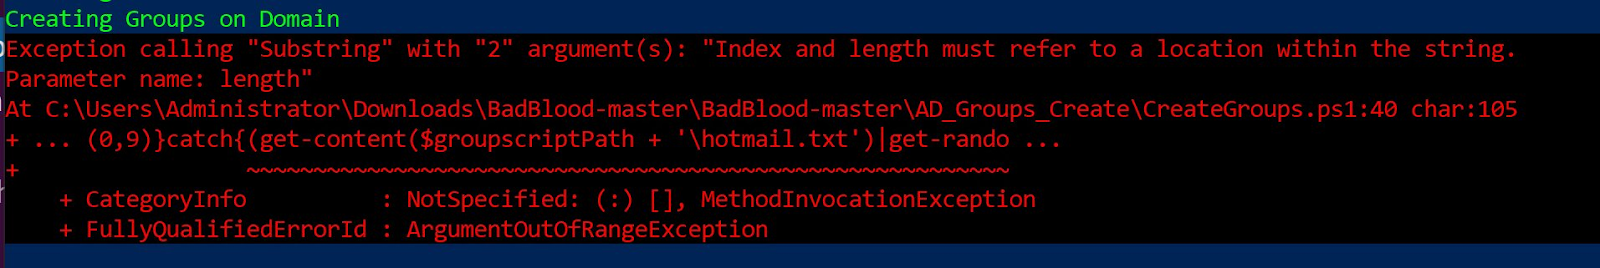 Creating Groups on Domain
Exception calling "Substring" with "2" argument(s): "Index and length must refer to a location within the string.
Parameter name: length"
At C:\Users\Administrator\Downloads\BadBlood-master\BadBlood-master\AD_Groups_Create\CreateGroups.ps1:40 char:105
+ ... (0,9)}catch{(get-content($groupscriptPath + '\hotmail.txt')|get-rando ...
+                 ~~~~~~~~~~~~~~~~~~~~~~~~~~~~~~~~~~~~~~~~~~~~~~~~~~~~~~~~~
    + CategoryInfo          : NotSpecified: (:) [], MethodInvocationException
    + FullyQualifiedErrorId : ArgumentOutOfRangeException